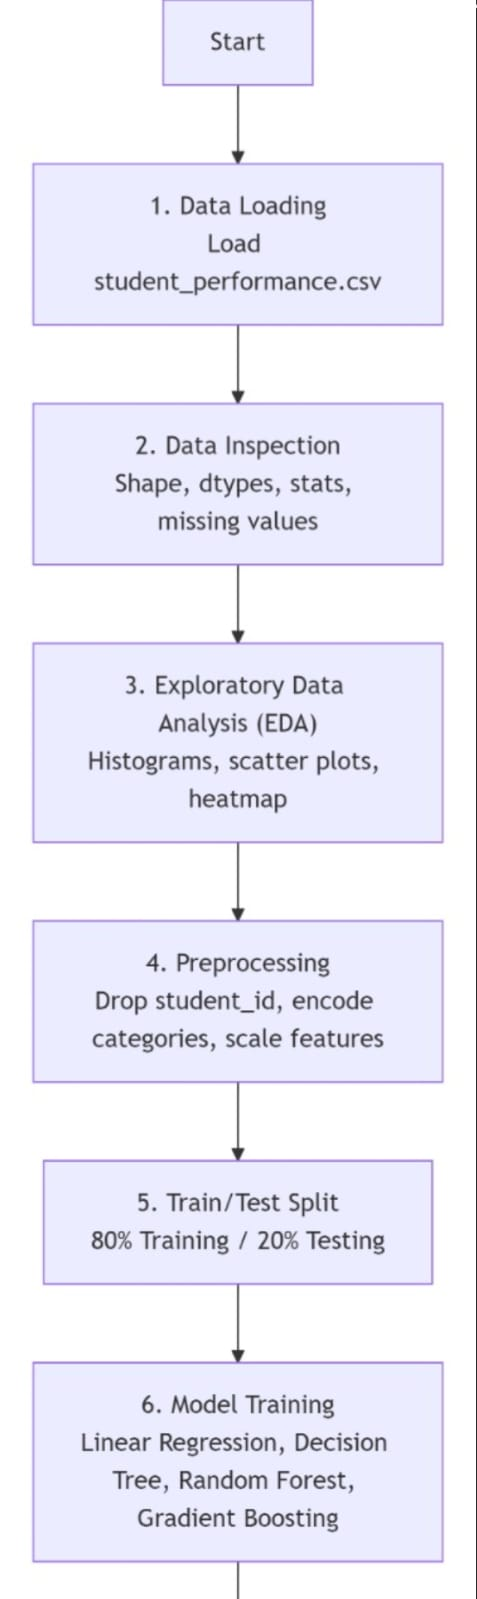 Start
1. Data Loading
Load
student_performance.csv
2. Data Inspection
Shape, dtypes, stats,
missing values
3. Exploratory Data
Analysis (EDA)
Histograms, scatter plots,
heatmap
4. Preprocessing
Drop student_id, encode
categories, scale features
5. Train/Test Split
80% Training / 20% Testing
6. Model Training
Linear Regression, Decision
Tree, Random Forest,
Gradient Boosting